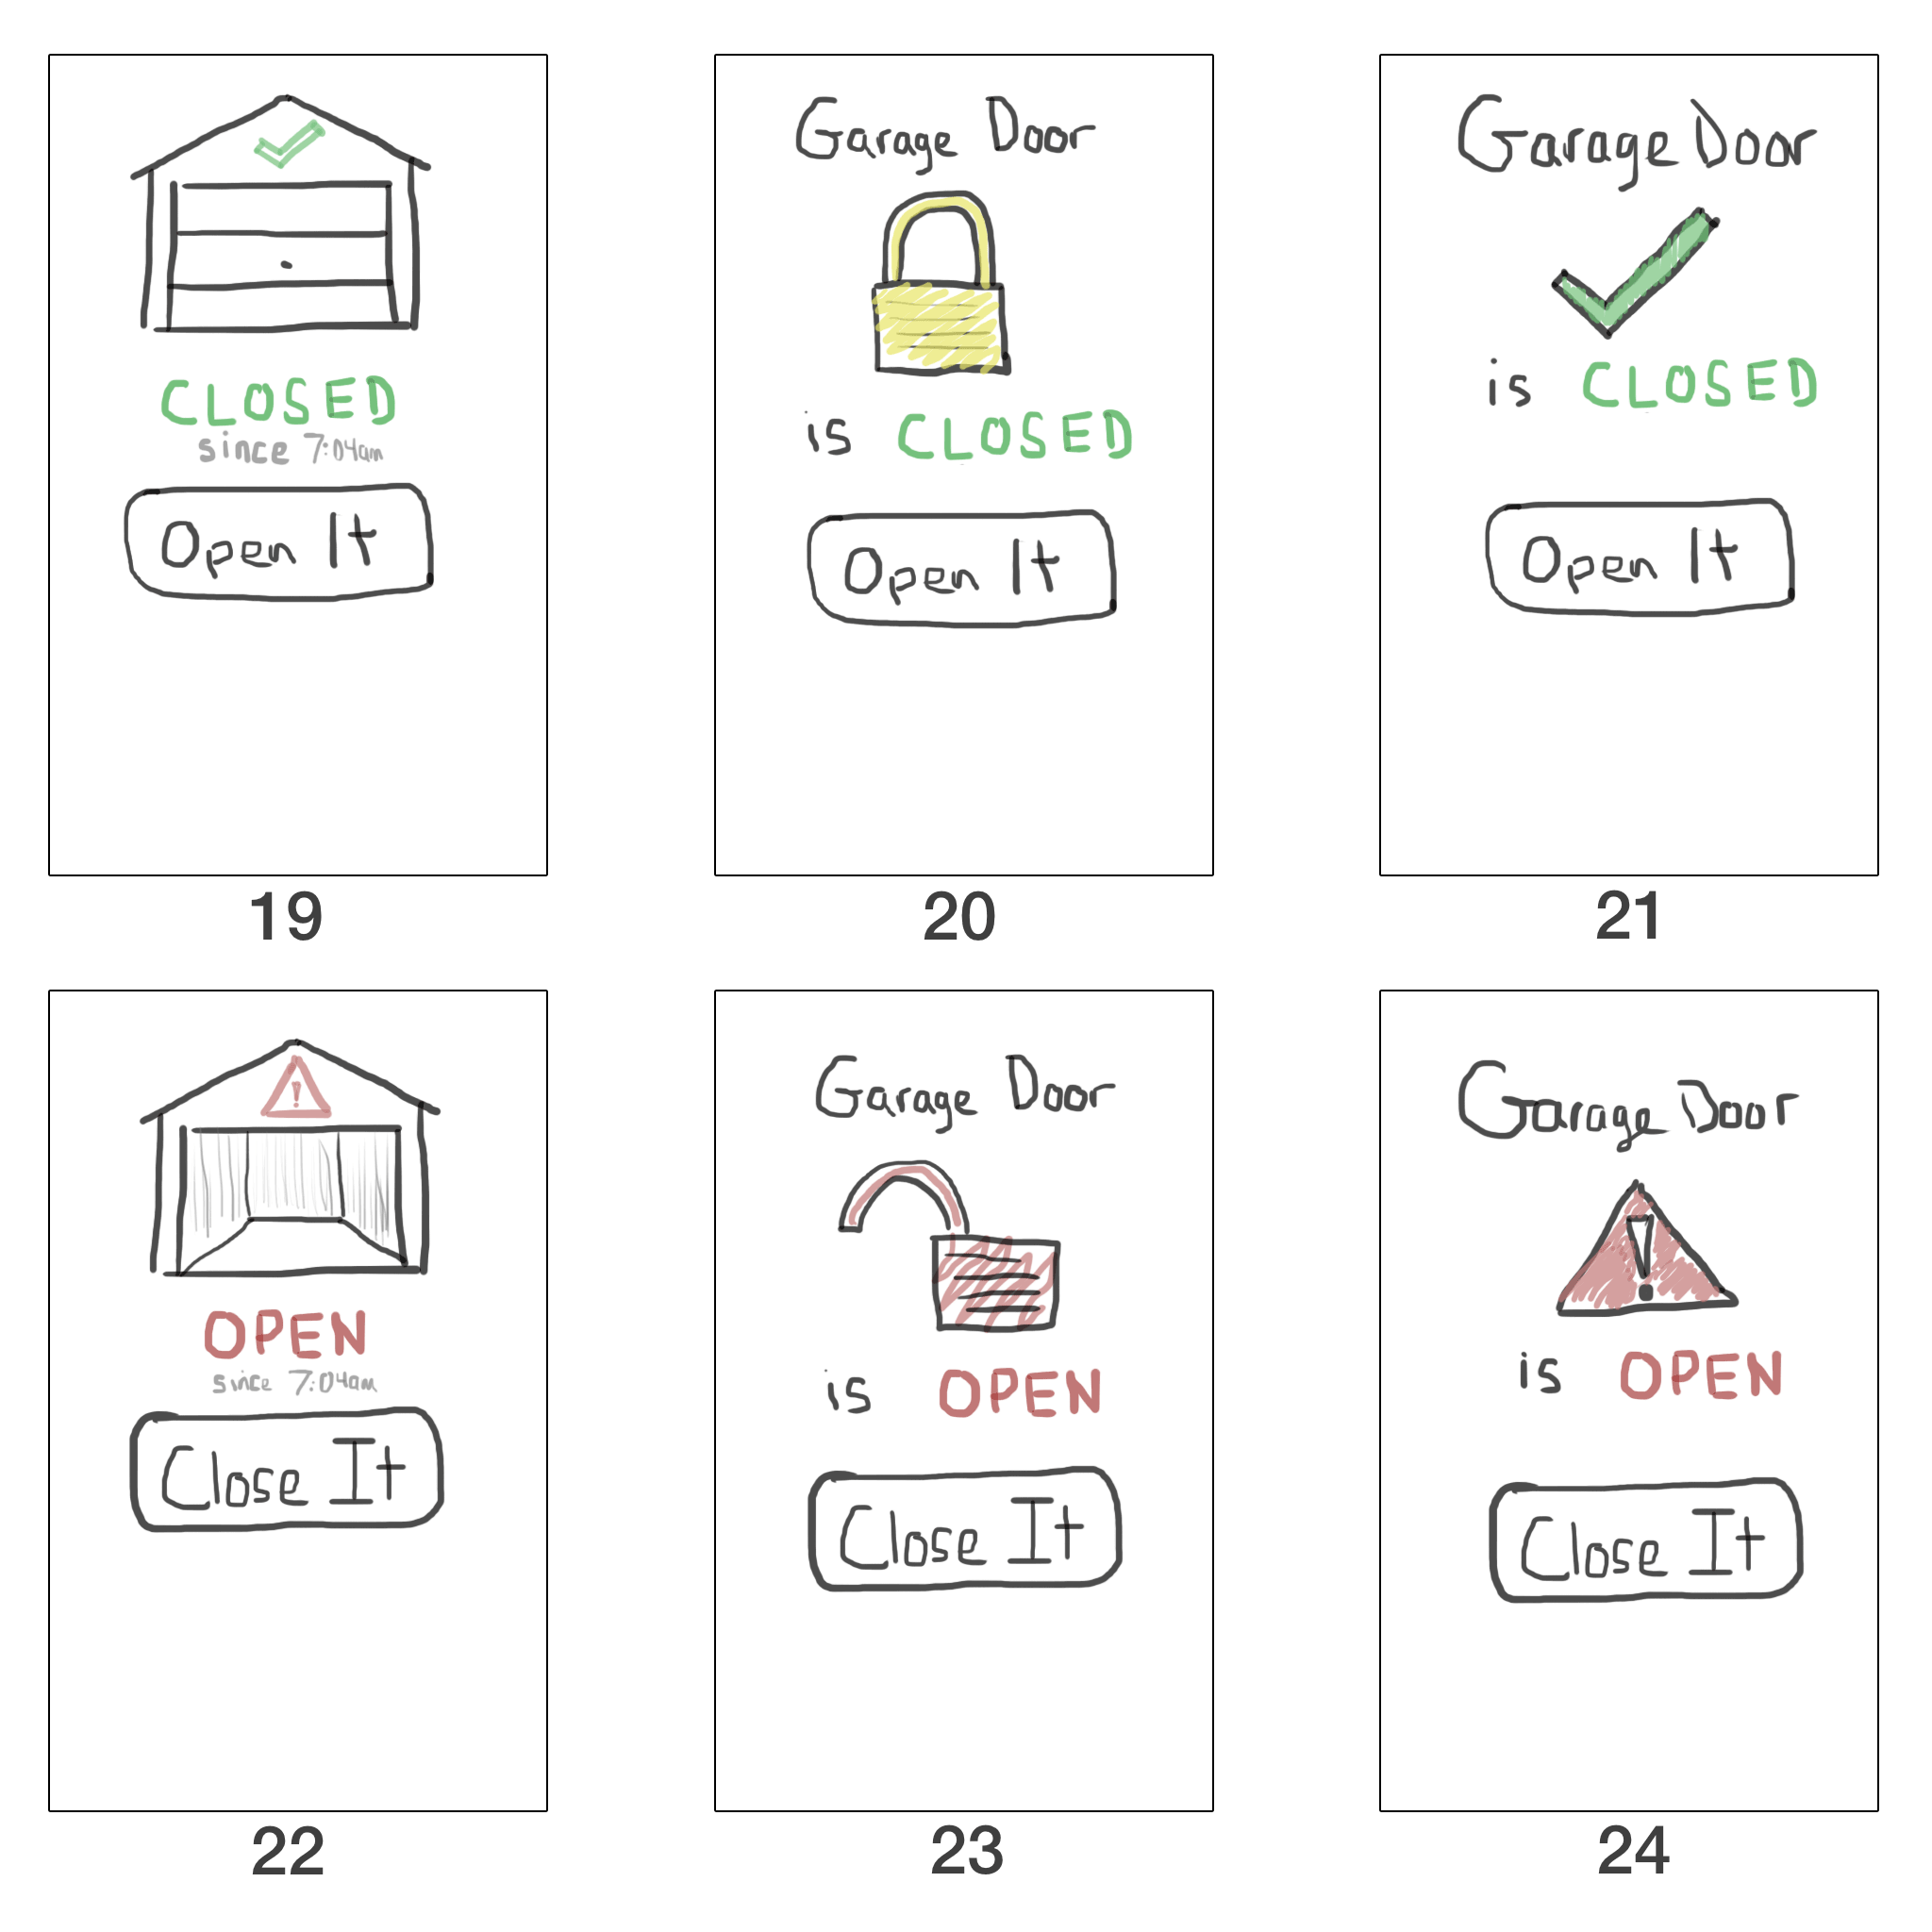 CLOSED
since 7:04am
Open It
19
Garage Door
is CLOSED
Open It
20
Garage Door
is CLOSED
Open It
21
!
OPEN
since 7:04am
Close It
22
Garage Door
is OPEN
Close It
23
Garage Door
!
is OPEN
Close It
24